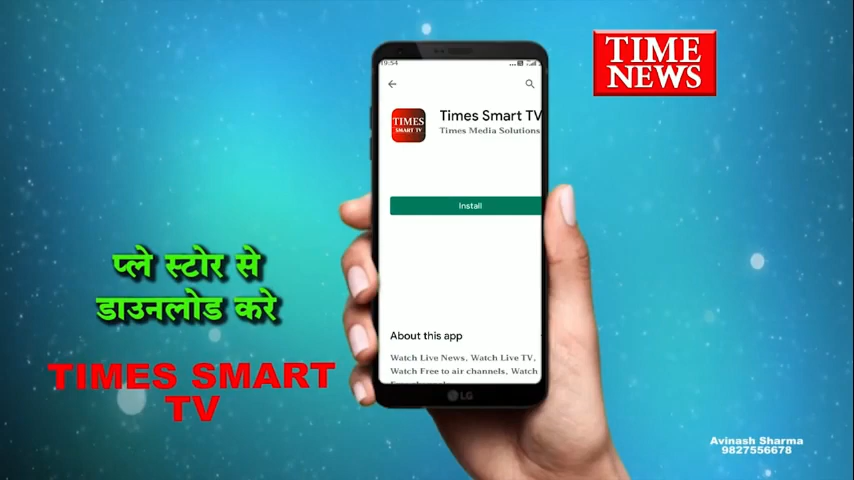 TIME
NEWS
19:54
Times Smart TV
TIMES
SMART TV
Times Media Solutions
Install
प्ले स्टोर से
डाउनलोड करे
TIMES SMART
TV
About this app
Watch Live News, Watch Live TV,
Watch Free to air channels, Watch
LG
Avinash Sharma
9827556678